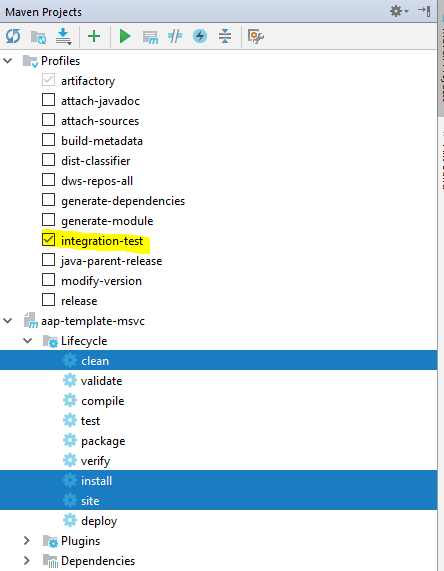 Maven Projects
Profiles
artifactory
attach-javadoc
attach-sources
build-metadata
dist-classifier
dws-repos-all
generate-dependencies
generate-module
integration-test
java-parent-release
modify-version
release
aap-template-msvc
Lifecycle
clean
validate
compile
test
package
verify
install
site
deploy
Plugins
Dependencies